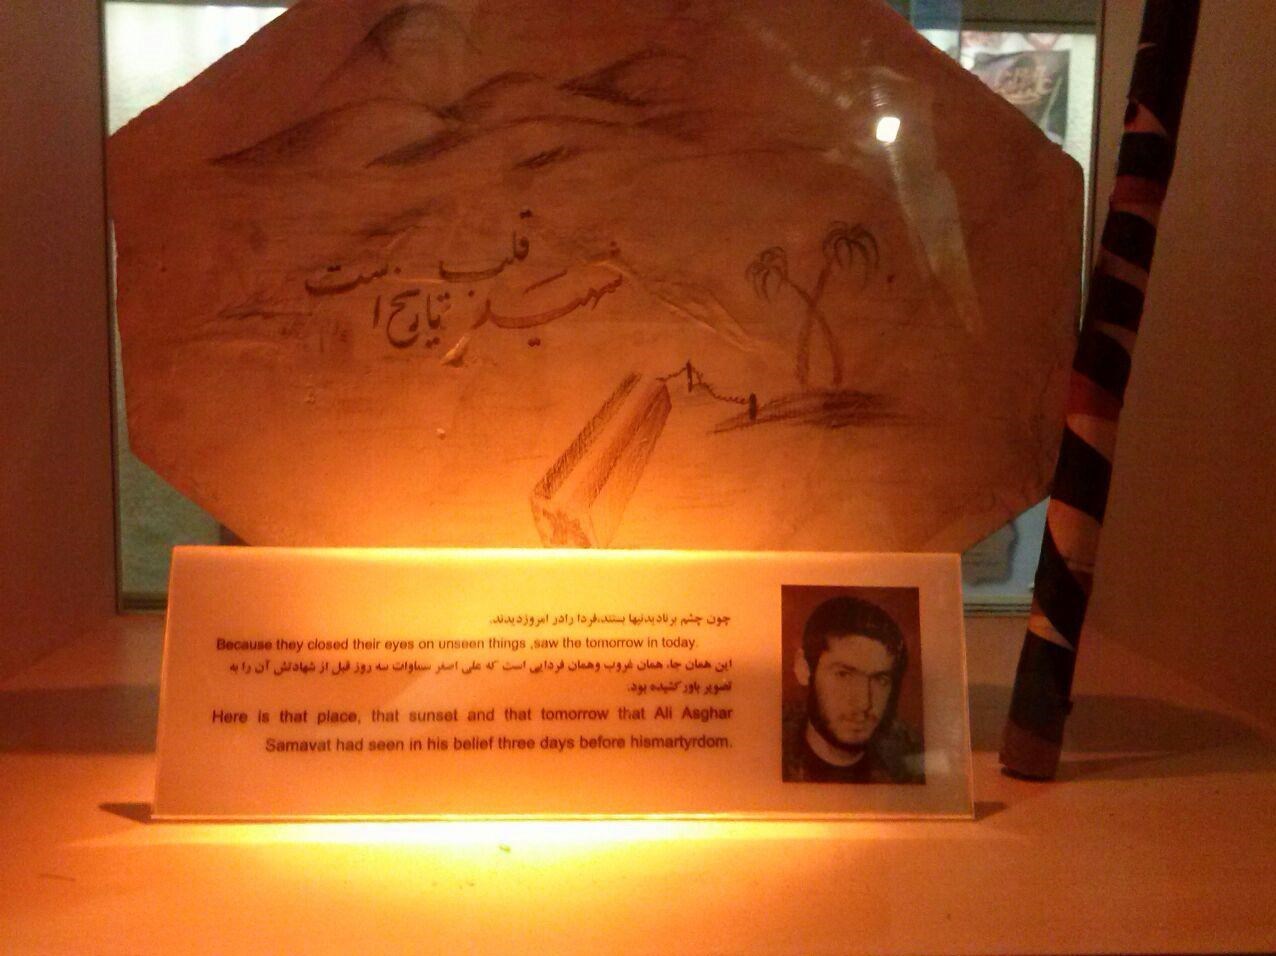 شهید قلب
تاریخ است
چون چشم برنادیدنیها بستند،فردا رادر امروزدیدند.
Because they closed their eyes on unseen things ,saw the tomorrow in today.
این همان جا، همان غروب وهمان فردایی است که علی اصغر سماوات سه روز قبل از شهادتش آن را به
تصویر باور کشیده بود.
Here is that place, that sunset and that tomorrow that Ali Asghar
Samavat had seen in his belief three days before hismartyrdom.